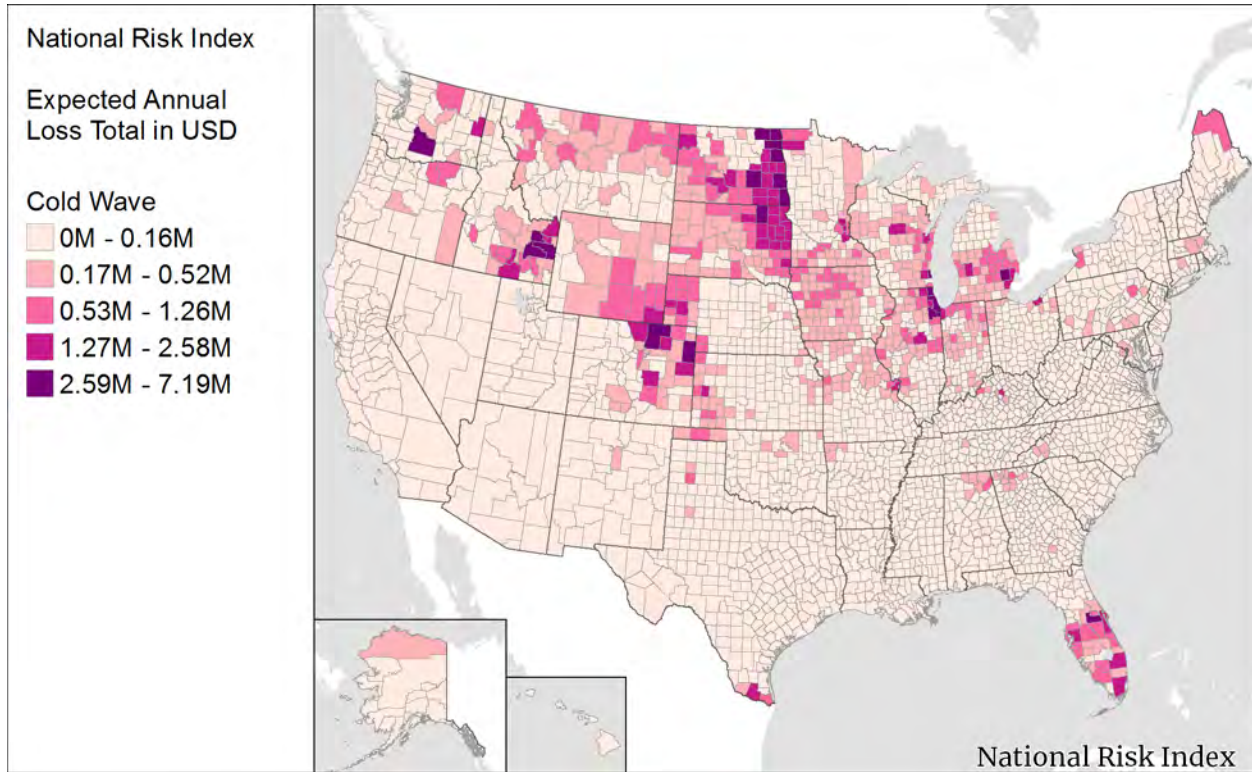 National Risk Index
Expected Annual
Loss Total in USD
Cold Wave
0M - 0.16M
0.17M - 0.52M
0.53M - 1.26M
1.27M - 2.58M
2.59M - 7.19M
National Risk Index